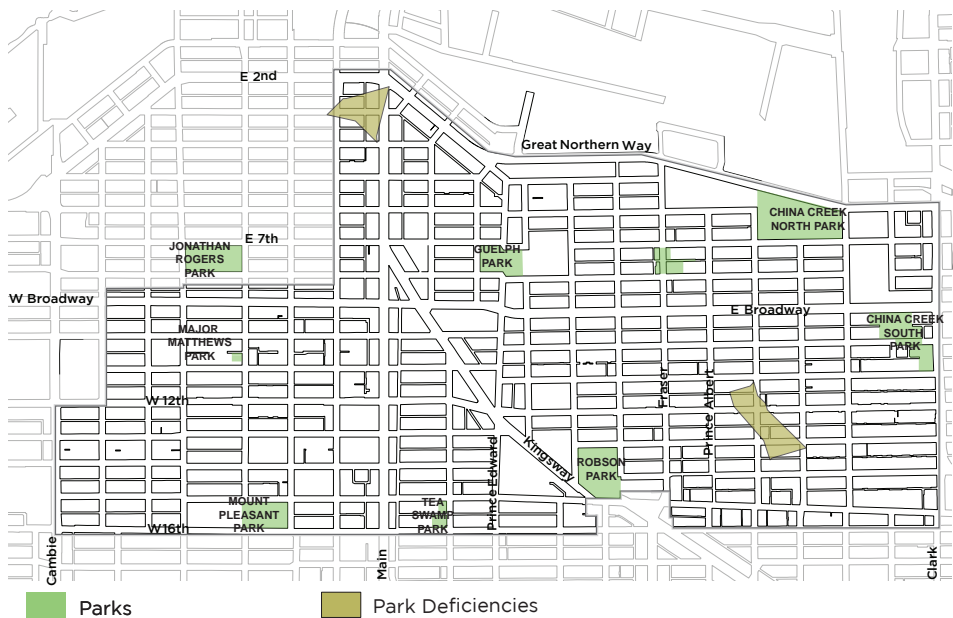 E 2nd
Great Northern Way
CHINA CREEK
NORTH PARK
E 7th
JONATHAN
ROGERS
PARK
GUELPH
PARK
W Broadway
E Broadway
CHINA CREEK
SOUTH
PARK
MAJOR
MATTHEWS
PARK
Fraser
Prince Albert
W 12th
Kingsway
Prince Edward
ROBSON
PARK
MOUNT
PLEASANT
PARK
TEA
SWAMP
PARK
W16th
Cambie
Main
Clark
Parks
Park Deficiencies